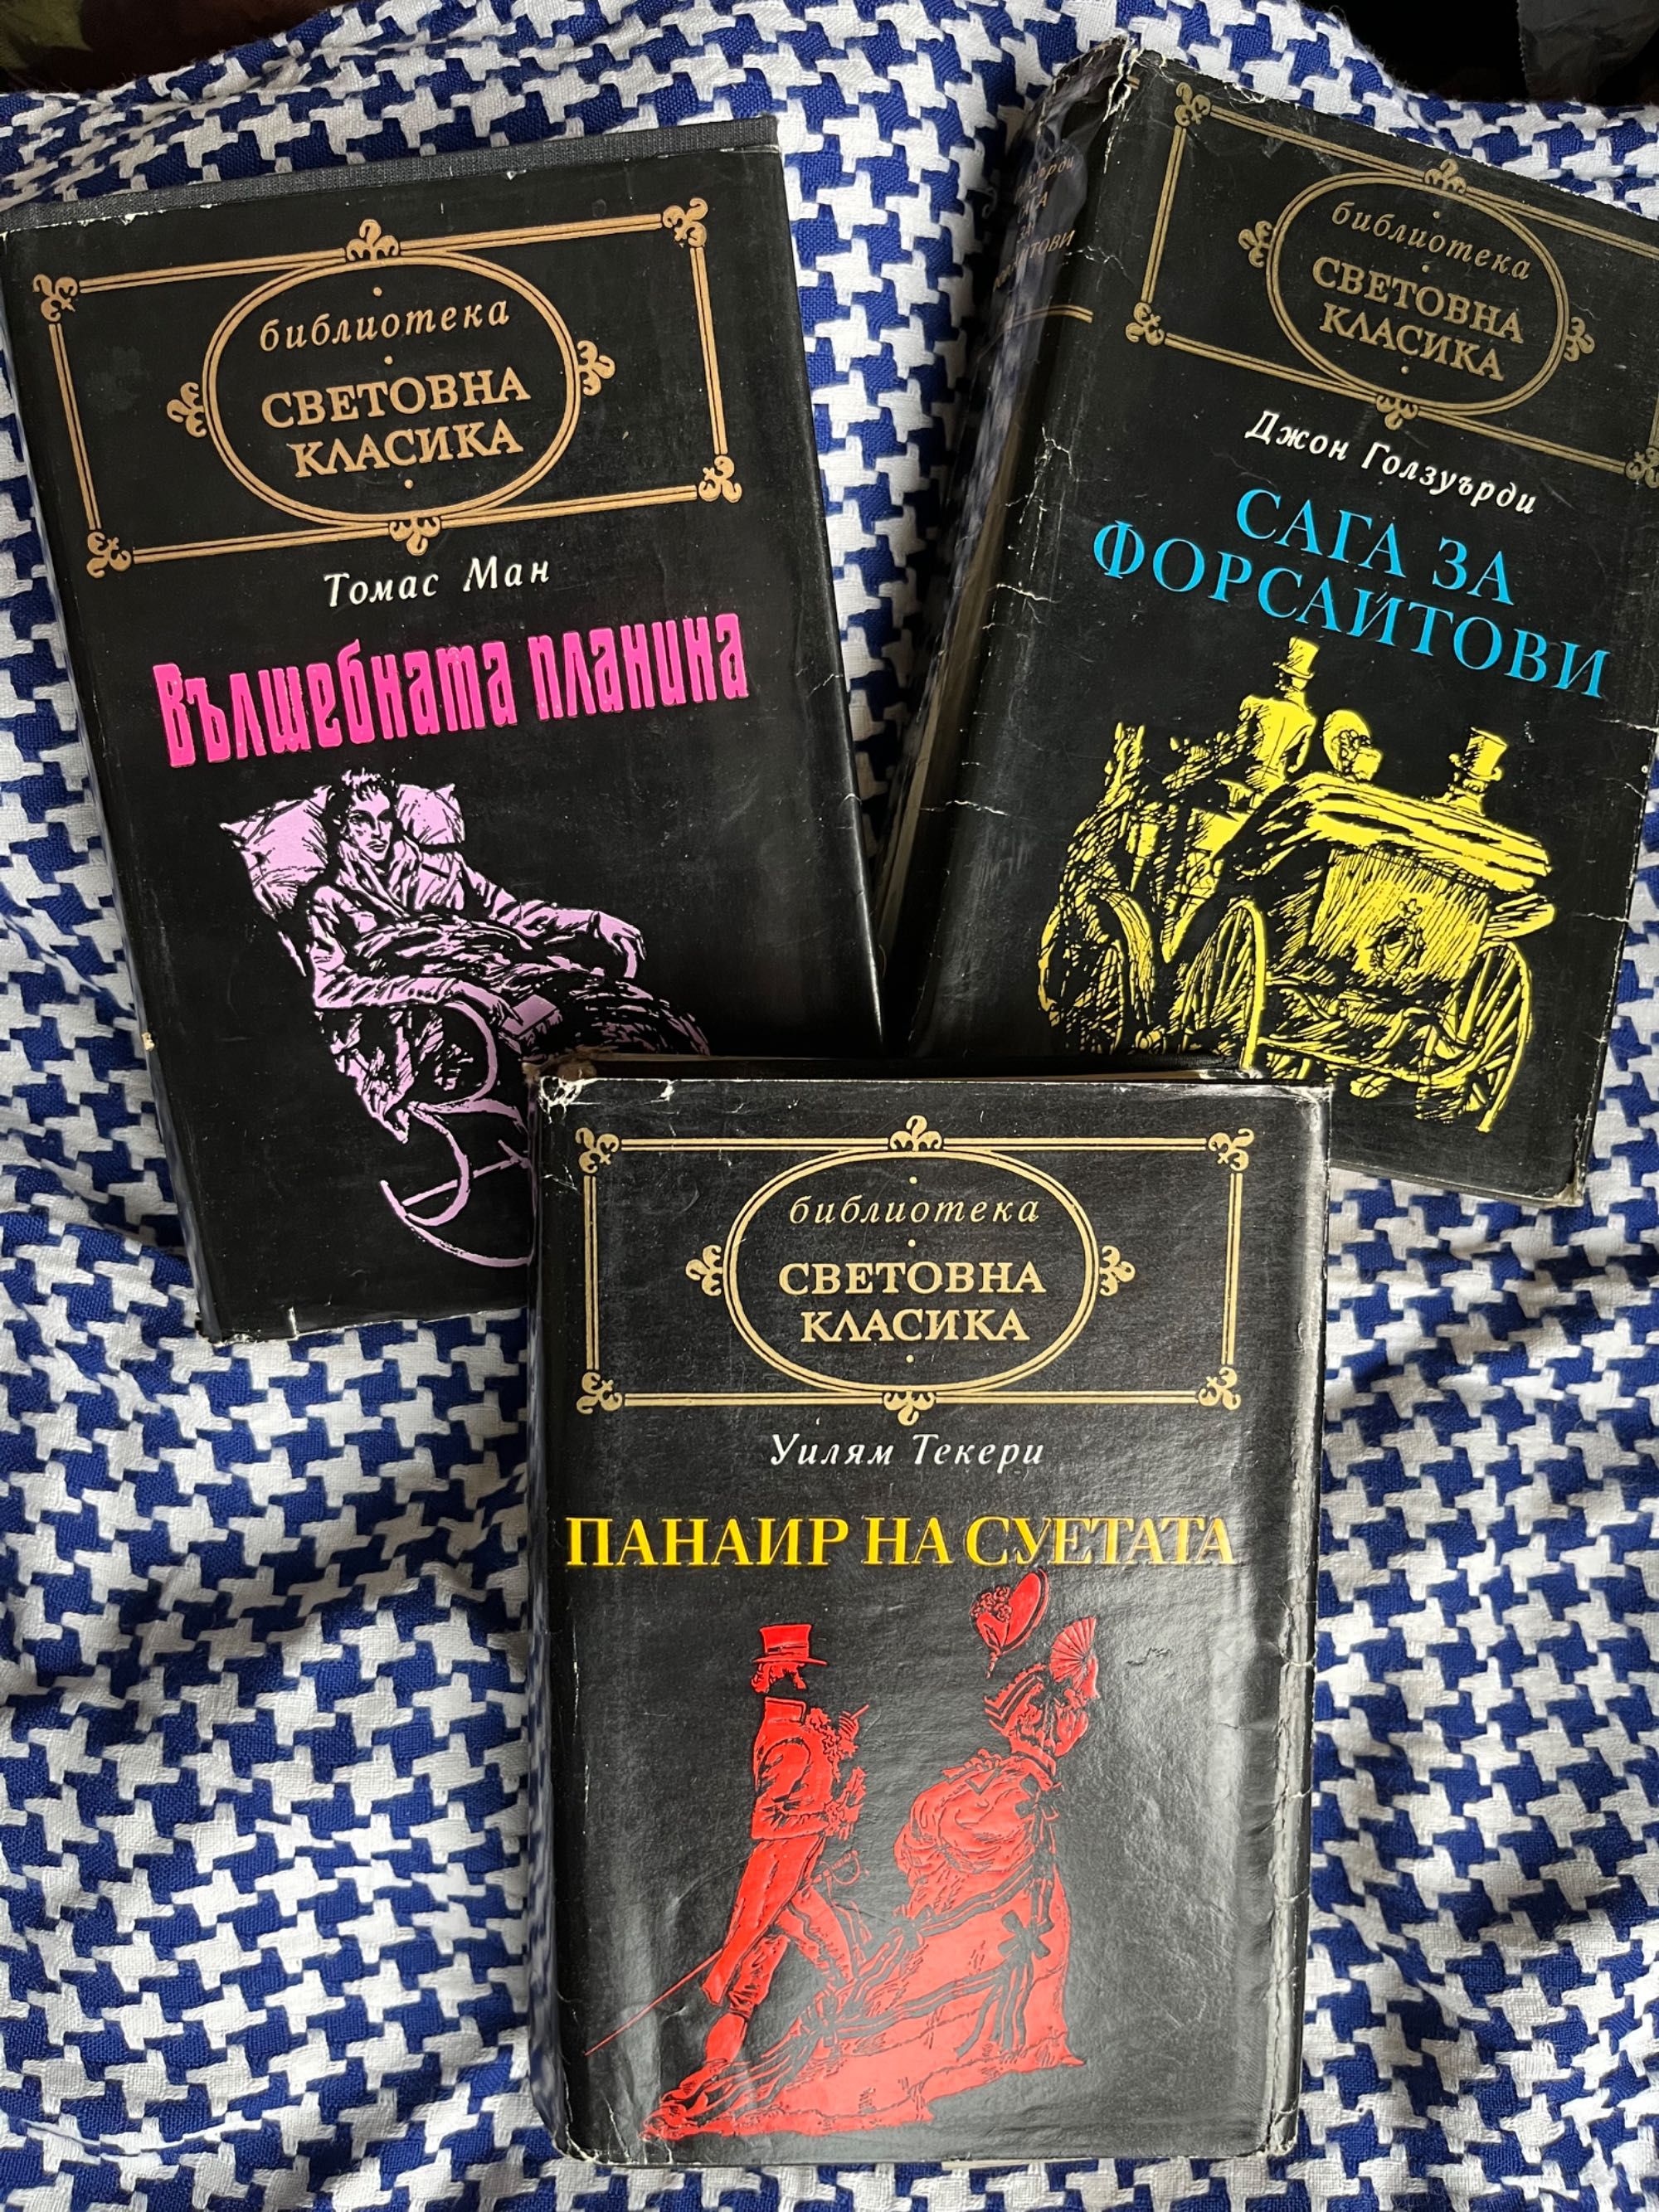 библиотека
СВЕТОВНА
КЛАСИКА
Томас Ман
Вълшебната планина
библиотека
СВЕТОВНА
КЛАСИКА
Джон Голзуърди
САГА ЗА
ФОРСАЙТОВИ
библиотека
СВЕТОВНА
КЛАСИКА
Уилям Текери
ПАНАИР НА СУЕТАТА